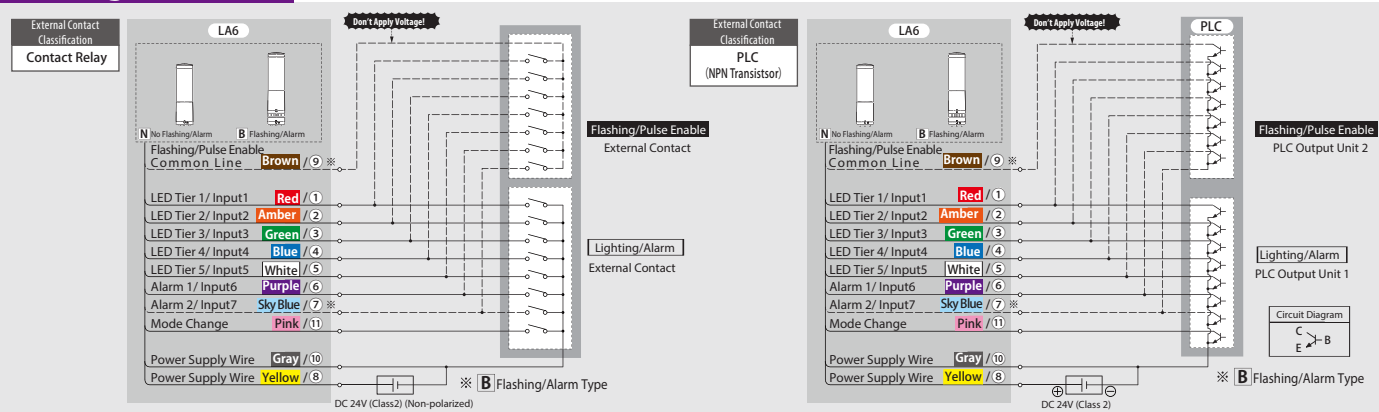 External Contact
Classification
Contact Relay
LA6
Don't Apply Voltage!
N No Flashing/Alarm
B Flashing/Alarm
Flashing/Pulse Enable
Common Line Brown /⑨ ※
LED Tier 1/ Input1 Red /①
LED Tier 2/ Input2 Amber /②
LED Tier 3/ Input3 Green /③
LED Tier 4/ Input4 Blue /④
LED Tier 5/ Input5 White /⑤
Alarm 1/ Input6 Purple /⑥
Alarm 2/ Input7 Sky Blue /⑦ ※
Mode Change Pink /⑪
Power Supply Wire Gray /⑩
Power Supply Wire Yellow /⑧
DC 24V (Class2) (Non-polarized)
Flashing/Pulse Enable
External Contact
Lighting/Alarm
External Contact
※ B Flashing/Alarm Type
External Contact
Classification
PLC
(NPN Transistsor)
LA6
Don't Apply Voltage!
PLC
N No Flashing/Alarm
B Flashing/Alarm
Flashing/Pulse Enable
Common Line Brown /⑨ ※
LED Tier 1/ Input1 Red /①
LED Tier 2/ Input2 Amber /②
LED Tier 3/ Input3 Green /③
LED Tier 4/ Input4 Blue /④
LED Tier 5/ Input5 White /⑤
Alarm 1/ Input6 Purple /⑥
Alarm 2/ Input7 Sky Blue /⑦ ※
Mode Change Pink /⑪
Power Supply Wire Gray /⑩
Power Supply Wire Yellow /⑧
⊕ ⊖
DC 24V (Class 2)
Flashing/Pulse Enable
PLC Output Unit 2
Lighting/Alarm
PLC Output Unit 1
Circuit Diagram
C
B
E
※ B Flashing/Alarm Type